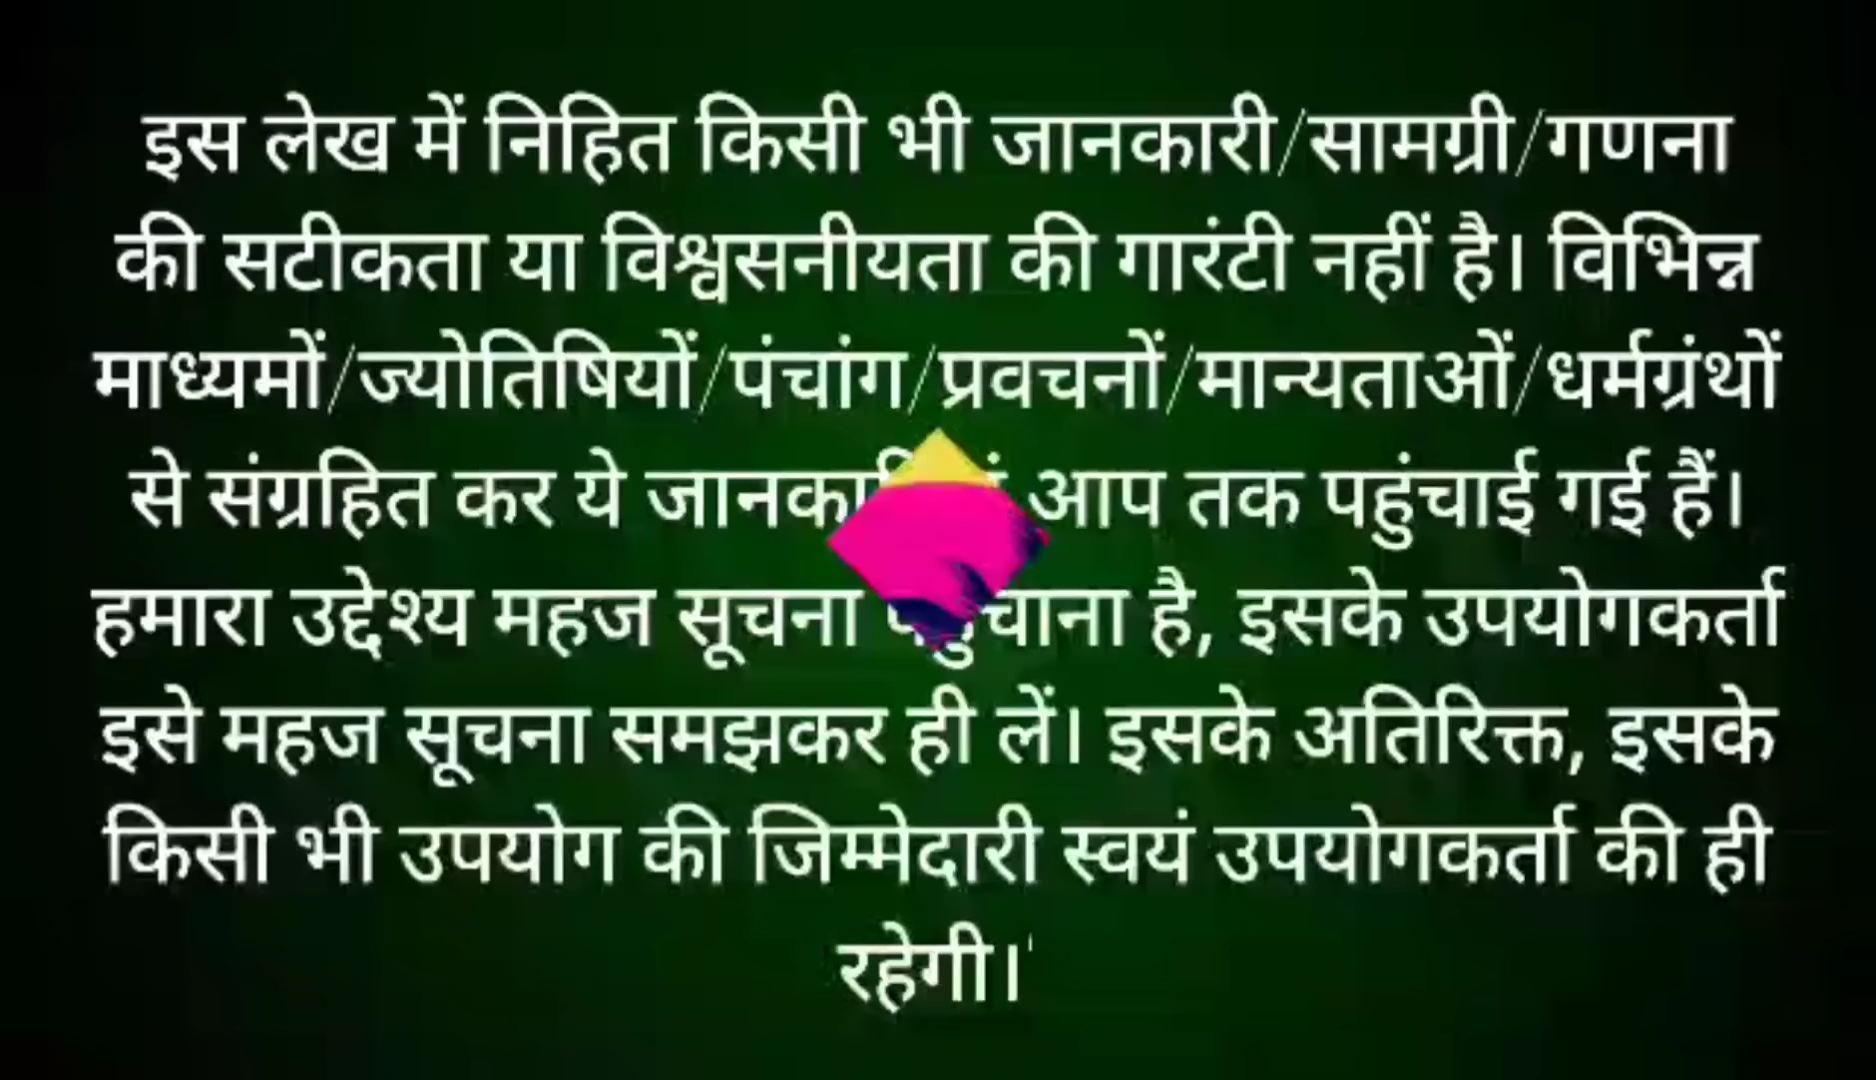 इस लेख में निहित किसी भी जानकारी/सामग्री/गणना
की सटीकता या विश्वसनीयता की गारंटी नहीं है। विभिन्न
माध्यमों/ज्योतिषियों/पंचांग/प्रवचनों/मान्यताओं/धर्मग्रंथों
से संग्रहित कर ये आप तक पहुंचाई गई हैं।
हमारा उद्देश्य महज सूचना है, इसके उपयोगकर्ता
इसे महज सूचना समझकर ही लें। इसके अतिरिक्त, इसके
किसी भी उपयोग की जिम्मेदारी स्वयं उपयोगकर्ता की ही
रहेगी।'